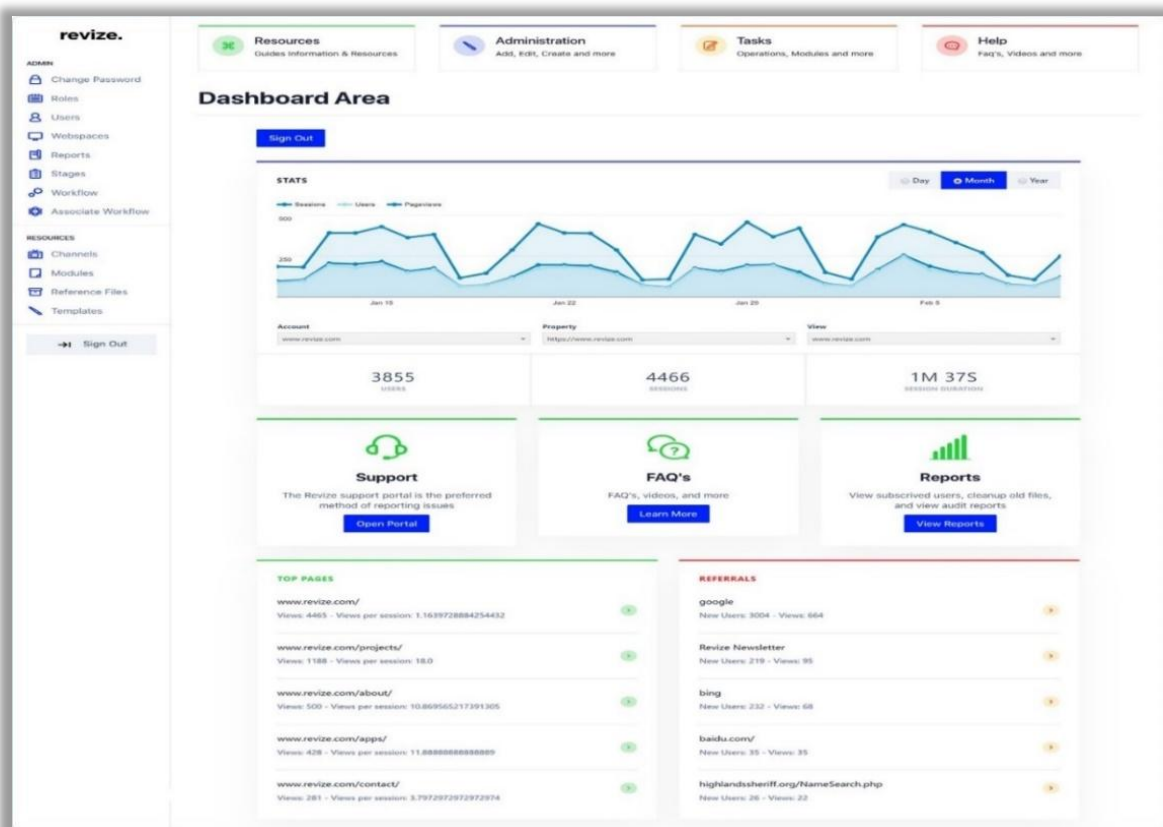 revize.
ADMIN
Change Password
Roles
Users
Webspaces
Reports
Stages
Workflow
Associate Workflow
RESOURCES
Channels
Modules
Reference Files
Templates
Sign Out
Resources
Guides Information & Resources
Administration
Add, Edit, Create and more
Tasks
Operations, Modules and more
Help
Faq's, Videos and more
Dashboard Area
Sign Out
STATS
Day
Month
Year
Sessions
Users
Pageviews
500
250
Jan 15
Jan 22
Jan 29
Feb 5
Account
www.revize.com
Property
https://www.revize.com
View
www.revize.com
3855
USERS
4466
SESSIONS
1M 37S
SESSION DURATION
Support
The Revize support portal is the preferred
method of reporting issues
Open Portal
FAQ's
FAQ's, videos, and more
Learn More
Reports
View subscrived users, cleanup old files,
and view audit reports
View Reports
TOP PAGES
www.revize.com/
Views: 4465 - Views per session: 1.1639728884254432
www.revize.com/projects/
Views: 1188 - Views per session: 18.0
www.revize.com/about/
Views: 500 - Views per session: 10.869565217391305
www.revize.com/apps/
Views: 428 - Views per session: 11.88888888888889
www.revize.com/contact/
Views: 281 - Views per session: 3.7972972972972974
REFERRALS
google
New Users: 3004 - Views: 664
Revize Newsletter
New Users: 219 - Views: 95
bing
New Users: 232 - Views: 68
baidu.com/
New Users: 35 - Views: 35
highlandssheriff.org/NameSearch.php
New Users: 26 - Views: 22